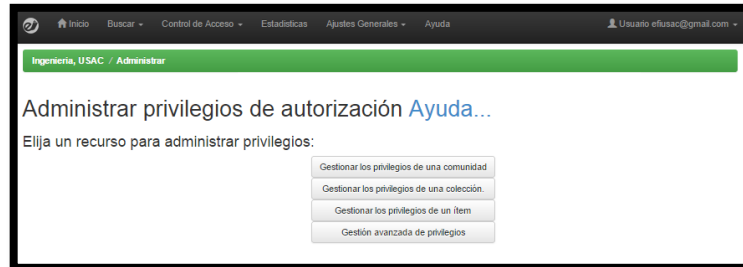 Inicio Buscar Control de Acceso Estadisticas Ajustes Generales Ayuda Usuario efiusac@gmail.com
Ingeniería, USAC / Administrar
Administrar privilegios de autorización Ayuda...
Elija un recurso para administrar privilegios:
Gestionar los privilegios de una comunidad
Gestionar los privilegios de una colección.
Gestionar los privilegios de un ítem
Gestión avanzada de privilegios